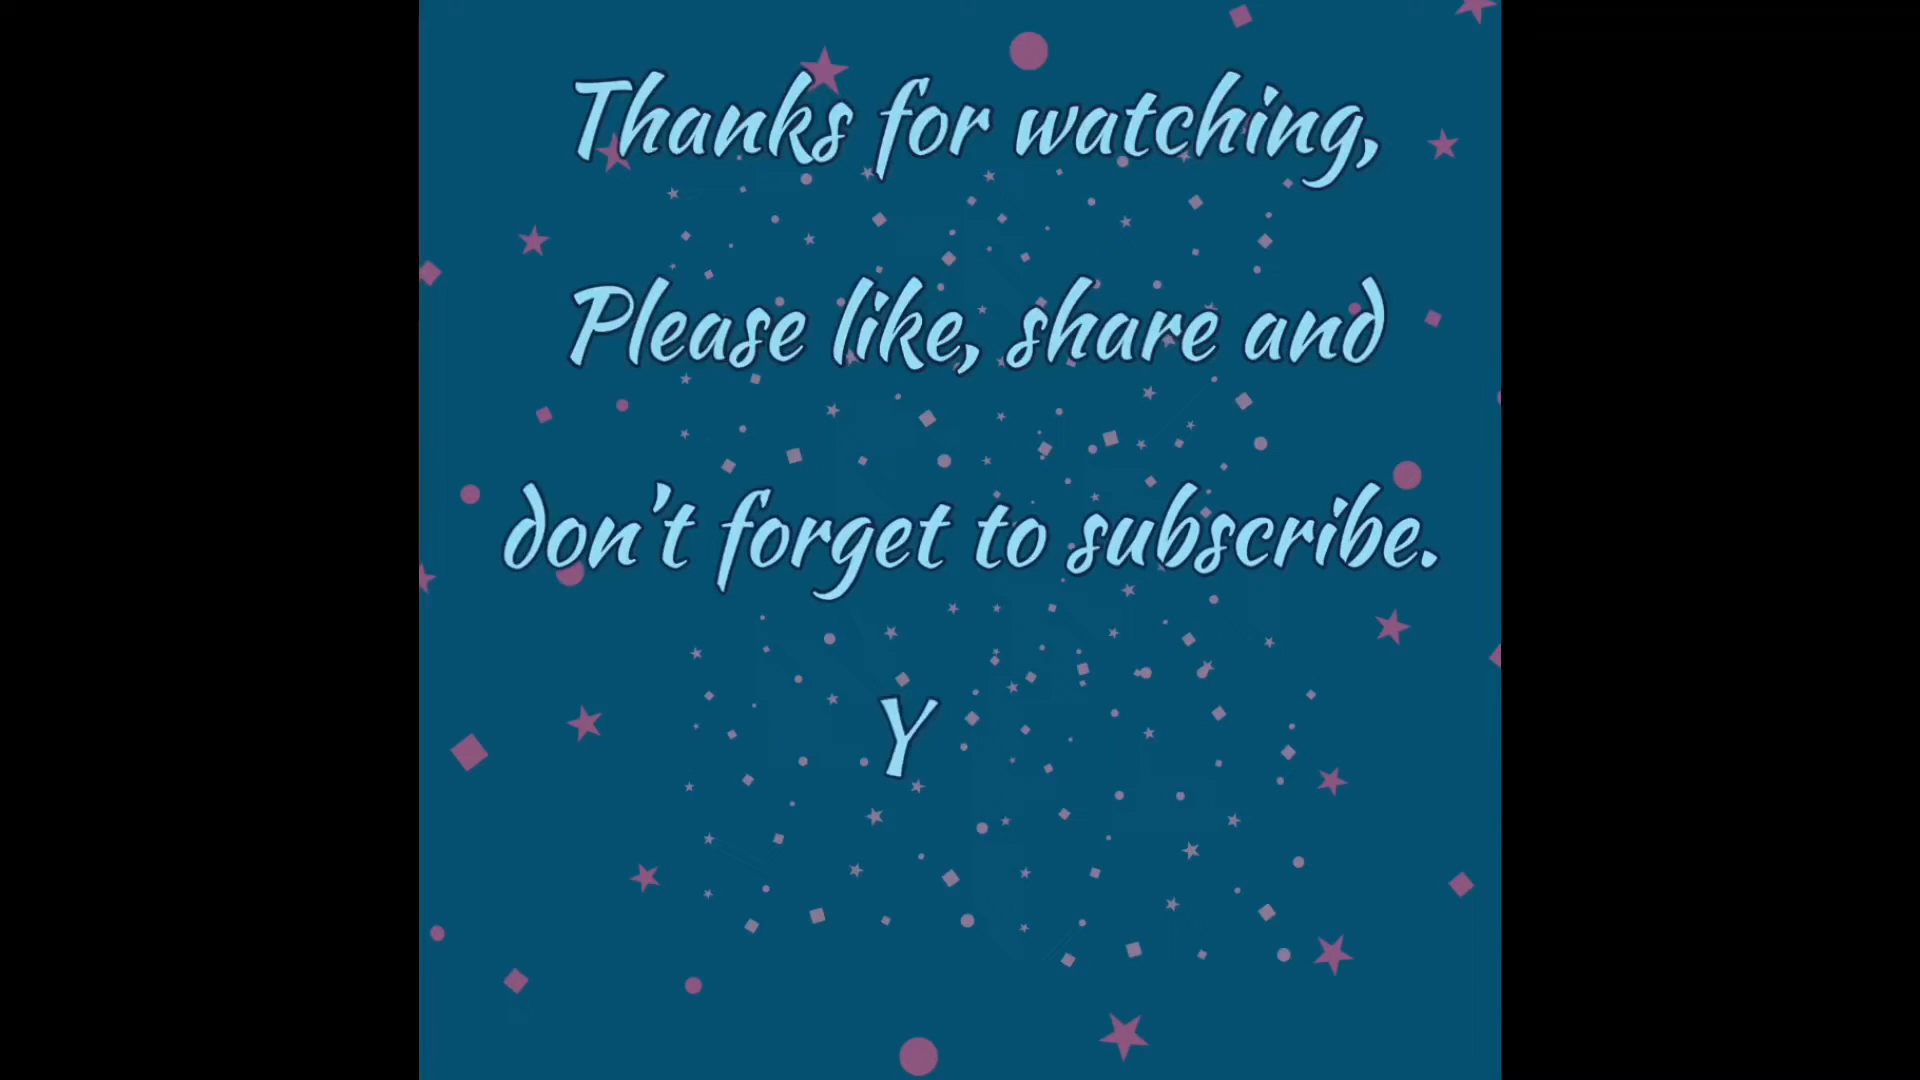 Thanks for watching,
Please like, share and
don't forget to subscribe.
Y